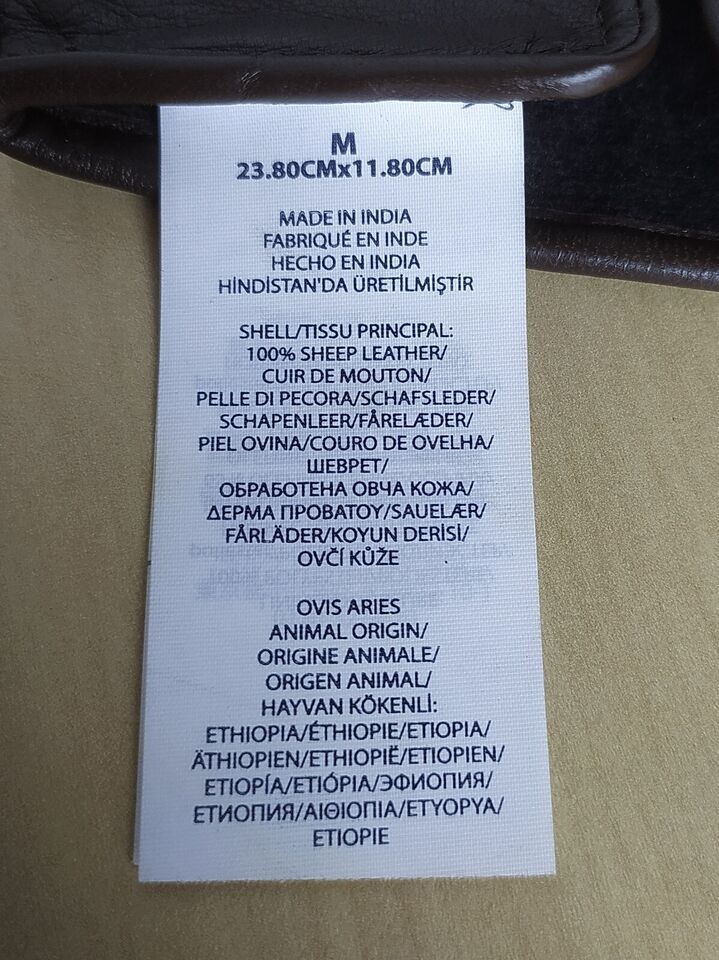 M
23.80CMx11.80CM
MADE IN INDIA
FABRIQUÉ EN INDE
HECHO EN INDIA
HİNDİSTAN'DA ÜRETİLMİŞTİR
SHELL/TISSU PRINCIPAL:
100% SHEEP LEATHER/
CUIR DE MOUTON/
PELLE DI PECORA/SCHAFSLEDER/
SCHAPENLEER/FÅRELÆDER/
PIEL OVINA/COURO DE OVELHA/
ШЕВРЕТ/
ОБРАБОТЕНА ОВЧА КОЖА/
ΔΕΡΜΑ ΠΡΟΒΑΤΟΥ/SAUELÆR/
FÅRLÄDER/KOYUN DERİSİ/
OVČÍ KŮŽE
OVIS ARIES
ANIMAL ORIGIN/
ORIGINE ANIMALE/
ORIGEN ANIMAL/
HAYVAN KÖKENLİ:
ETHIOPIA/ÉTHIOPIE/ETIOPIA/
ÄTHIOPIEN/ETHIOPIË/ETIOPIEN/
ETIOPÍA/ETIÓPIA/ЭФИОПИЯ/
ЕТИОПИЯ/ΑΙΘΙΟΠΙΑ/ETYOPYA/
ETIOPIE